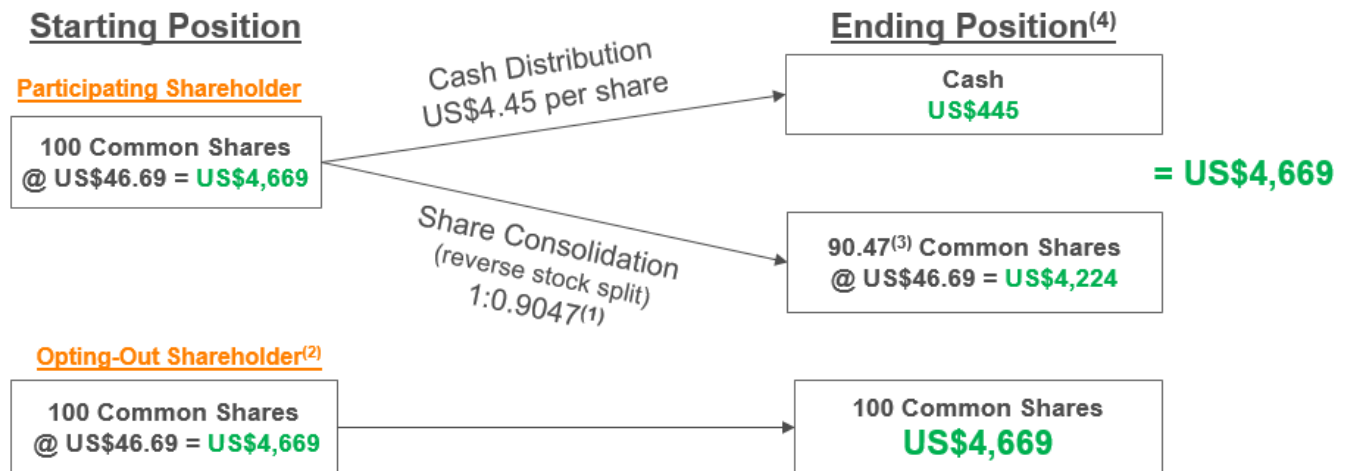 Starting Position
Ending Position(4)
Participating Shareholder
100 Common Shares
@ US$46.69 = US$4,669
Cash Distribution
US$4.45 per share
Share Consolidation
(reverse stock split)
1:0.9047(1)
Cash
US$445
= US$4,669
90.47(3) Common Shares
@ US$46.69 = US$4,224
Opting-Out Shareholder(2)
100 Common Shares
@ US$46.69 = US$4,669
100 Common Shares
US$4,669